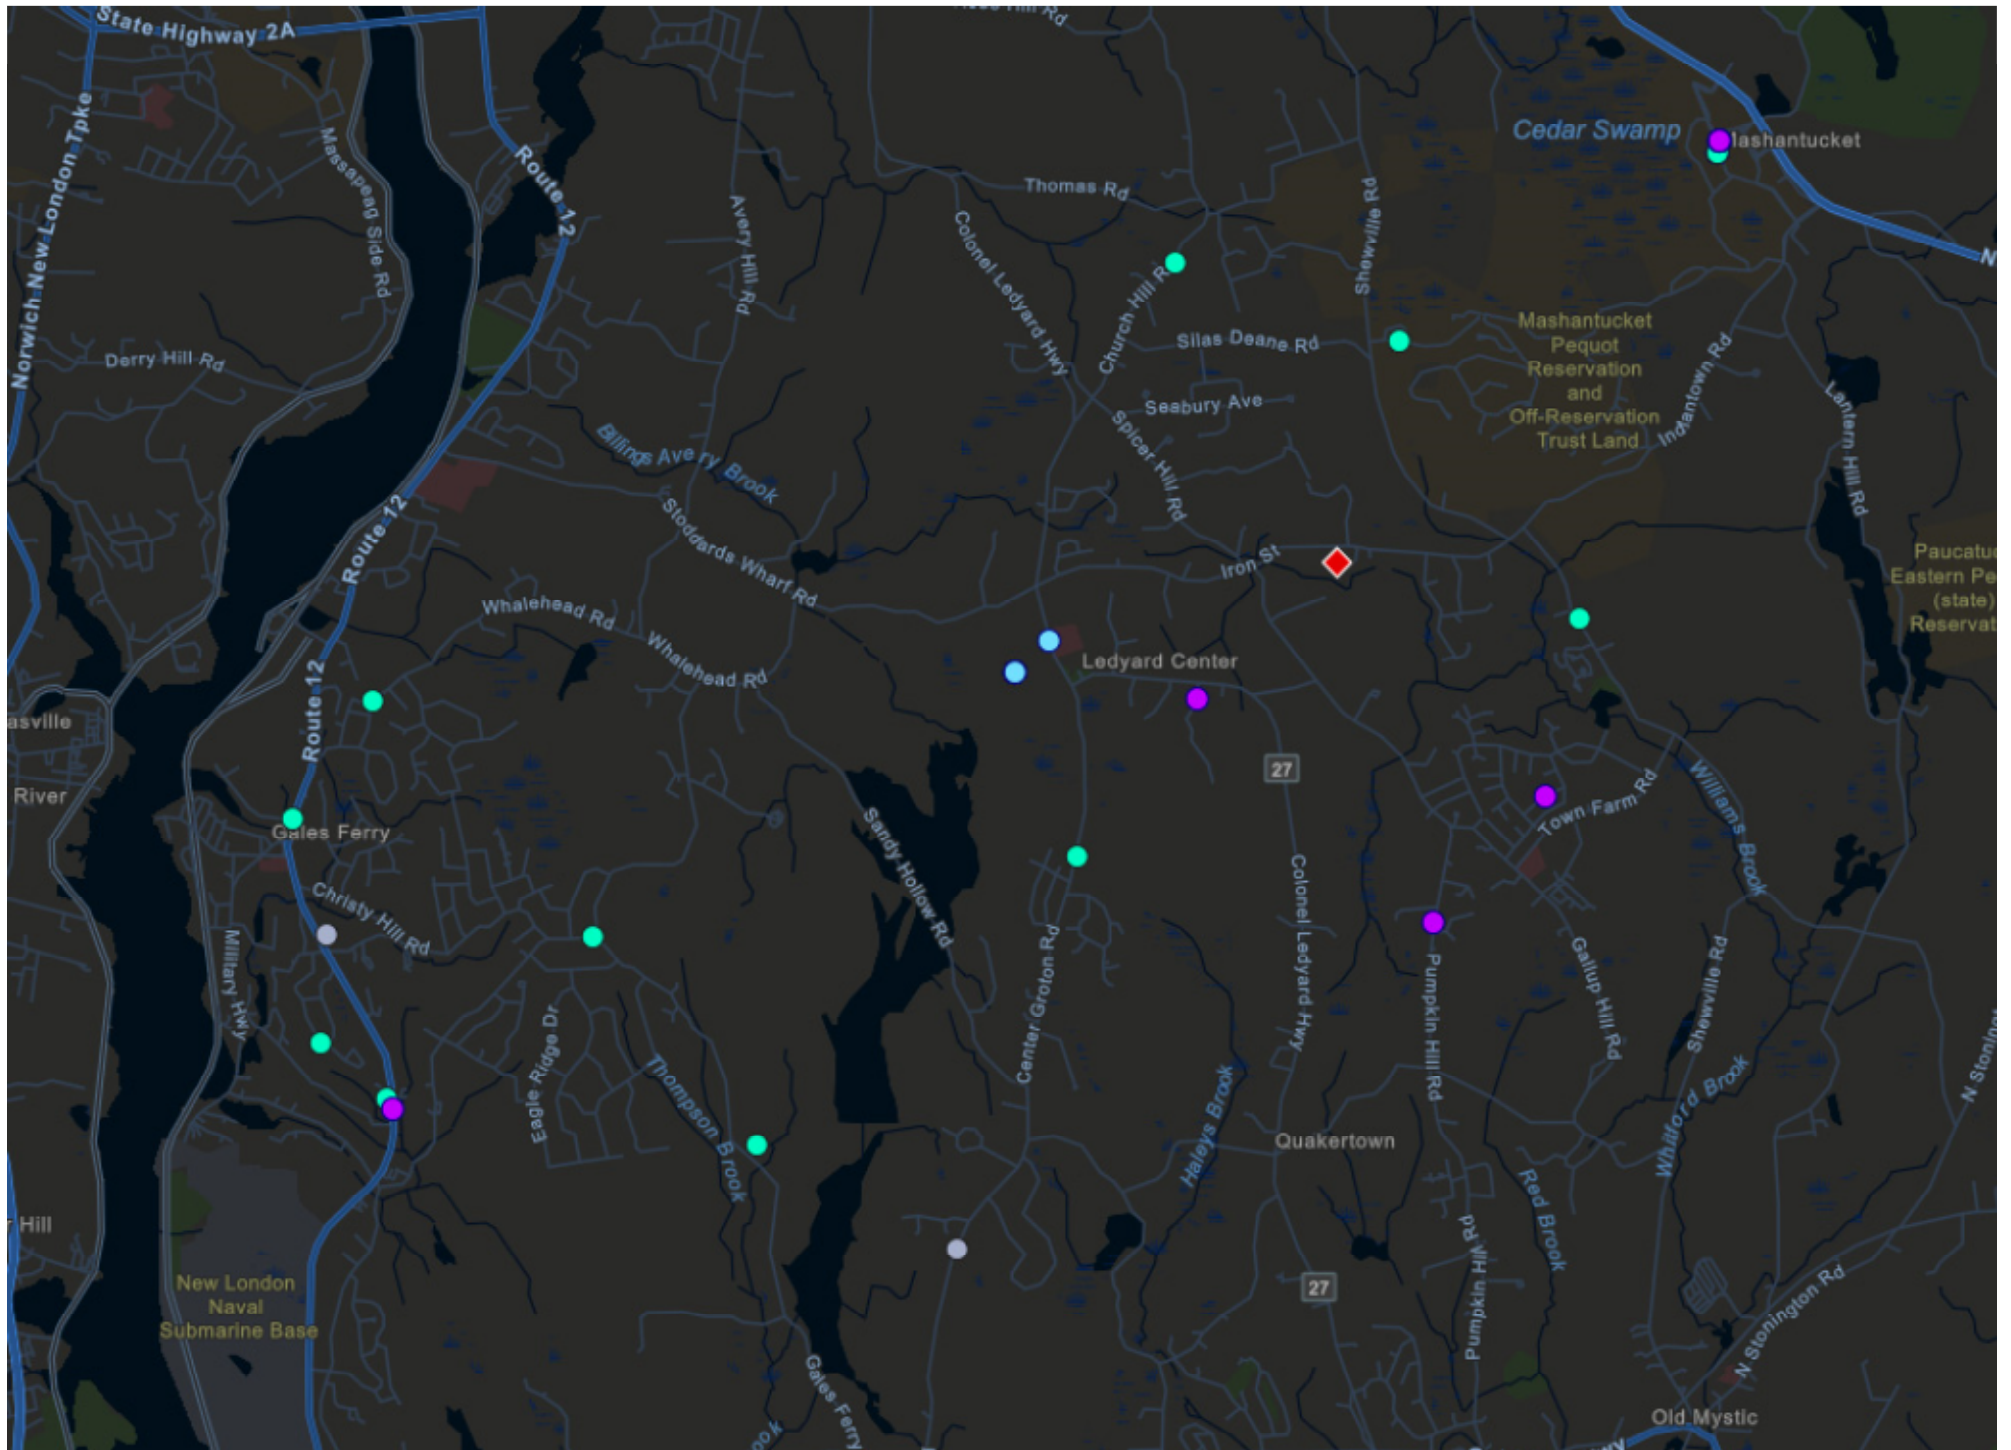 State Highway 2A
Norwich New London Tpke
Massapeag Side Rd
Route 12
Avery Hill Rd
Thomas Rd
Colonel Ledyard Hwy
Church Hill R
Shewville Rd
Cedar Swamp
Mashantucket
N
Derry Hill Rd
Silas Deane Rd
Seabury Ave
Spicer Hill Rd
Mashantucket
Pequot
Reservation
and
Off-Reservation
Trust Land
Indiantown Rd
Lantern Hill Rd
Billings Avery Brook
Stoddards Wharf Rd
Route 12
Iron St
Paucatuc
Eastern Pe
(state)
Reservat
Whalehead Rd
Whalehead Rd
Route 12
Ledyard Center
asville
River
27
Gales Ferry
Christy Hill Rd
Military Hwy
Sandy Hollow Rd
Town Farm Rd
Williams Brook
Colonel Ledyard Hwy
Center Groton Rd
Pumpkin Hill Rd
Gallup Hill Rd
Shewville Rd
Eagle Ridge Dr
Thompson Brook
Haleys Brook
Quakertown
Whitford Brook
N Stoning
Red Brook
r Hill
New London
Naval
Submarine Base
27
Pumpkin Hill Rd
N Stonington Rd
Gales Ferry
ook
Old Mystic